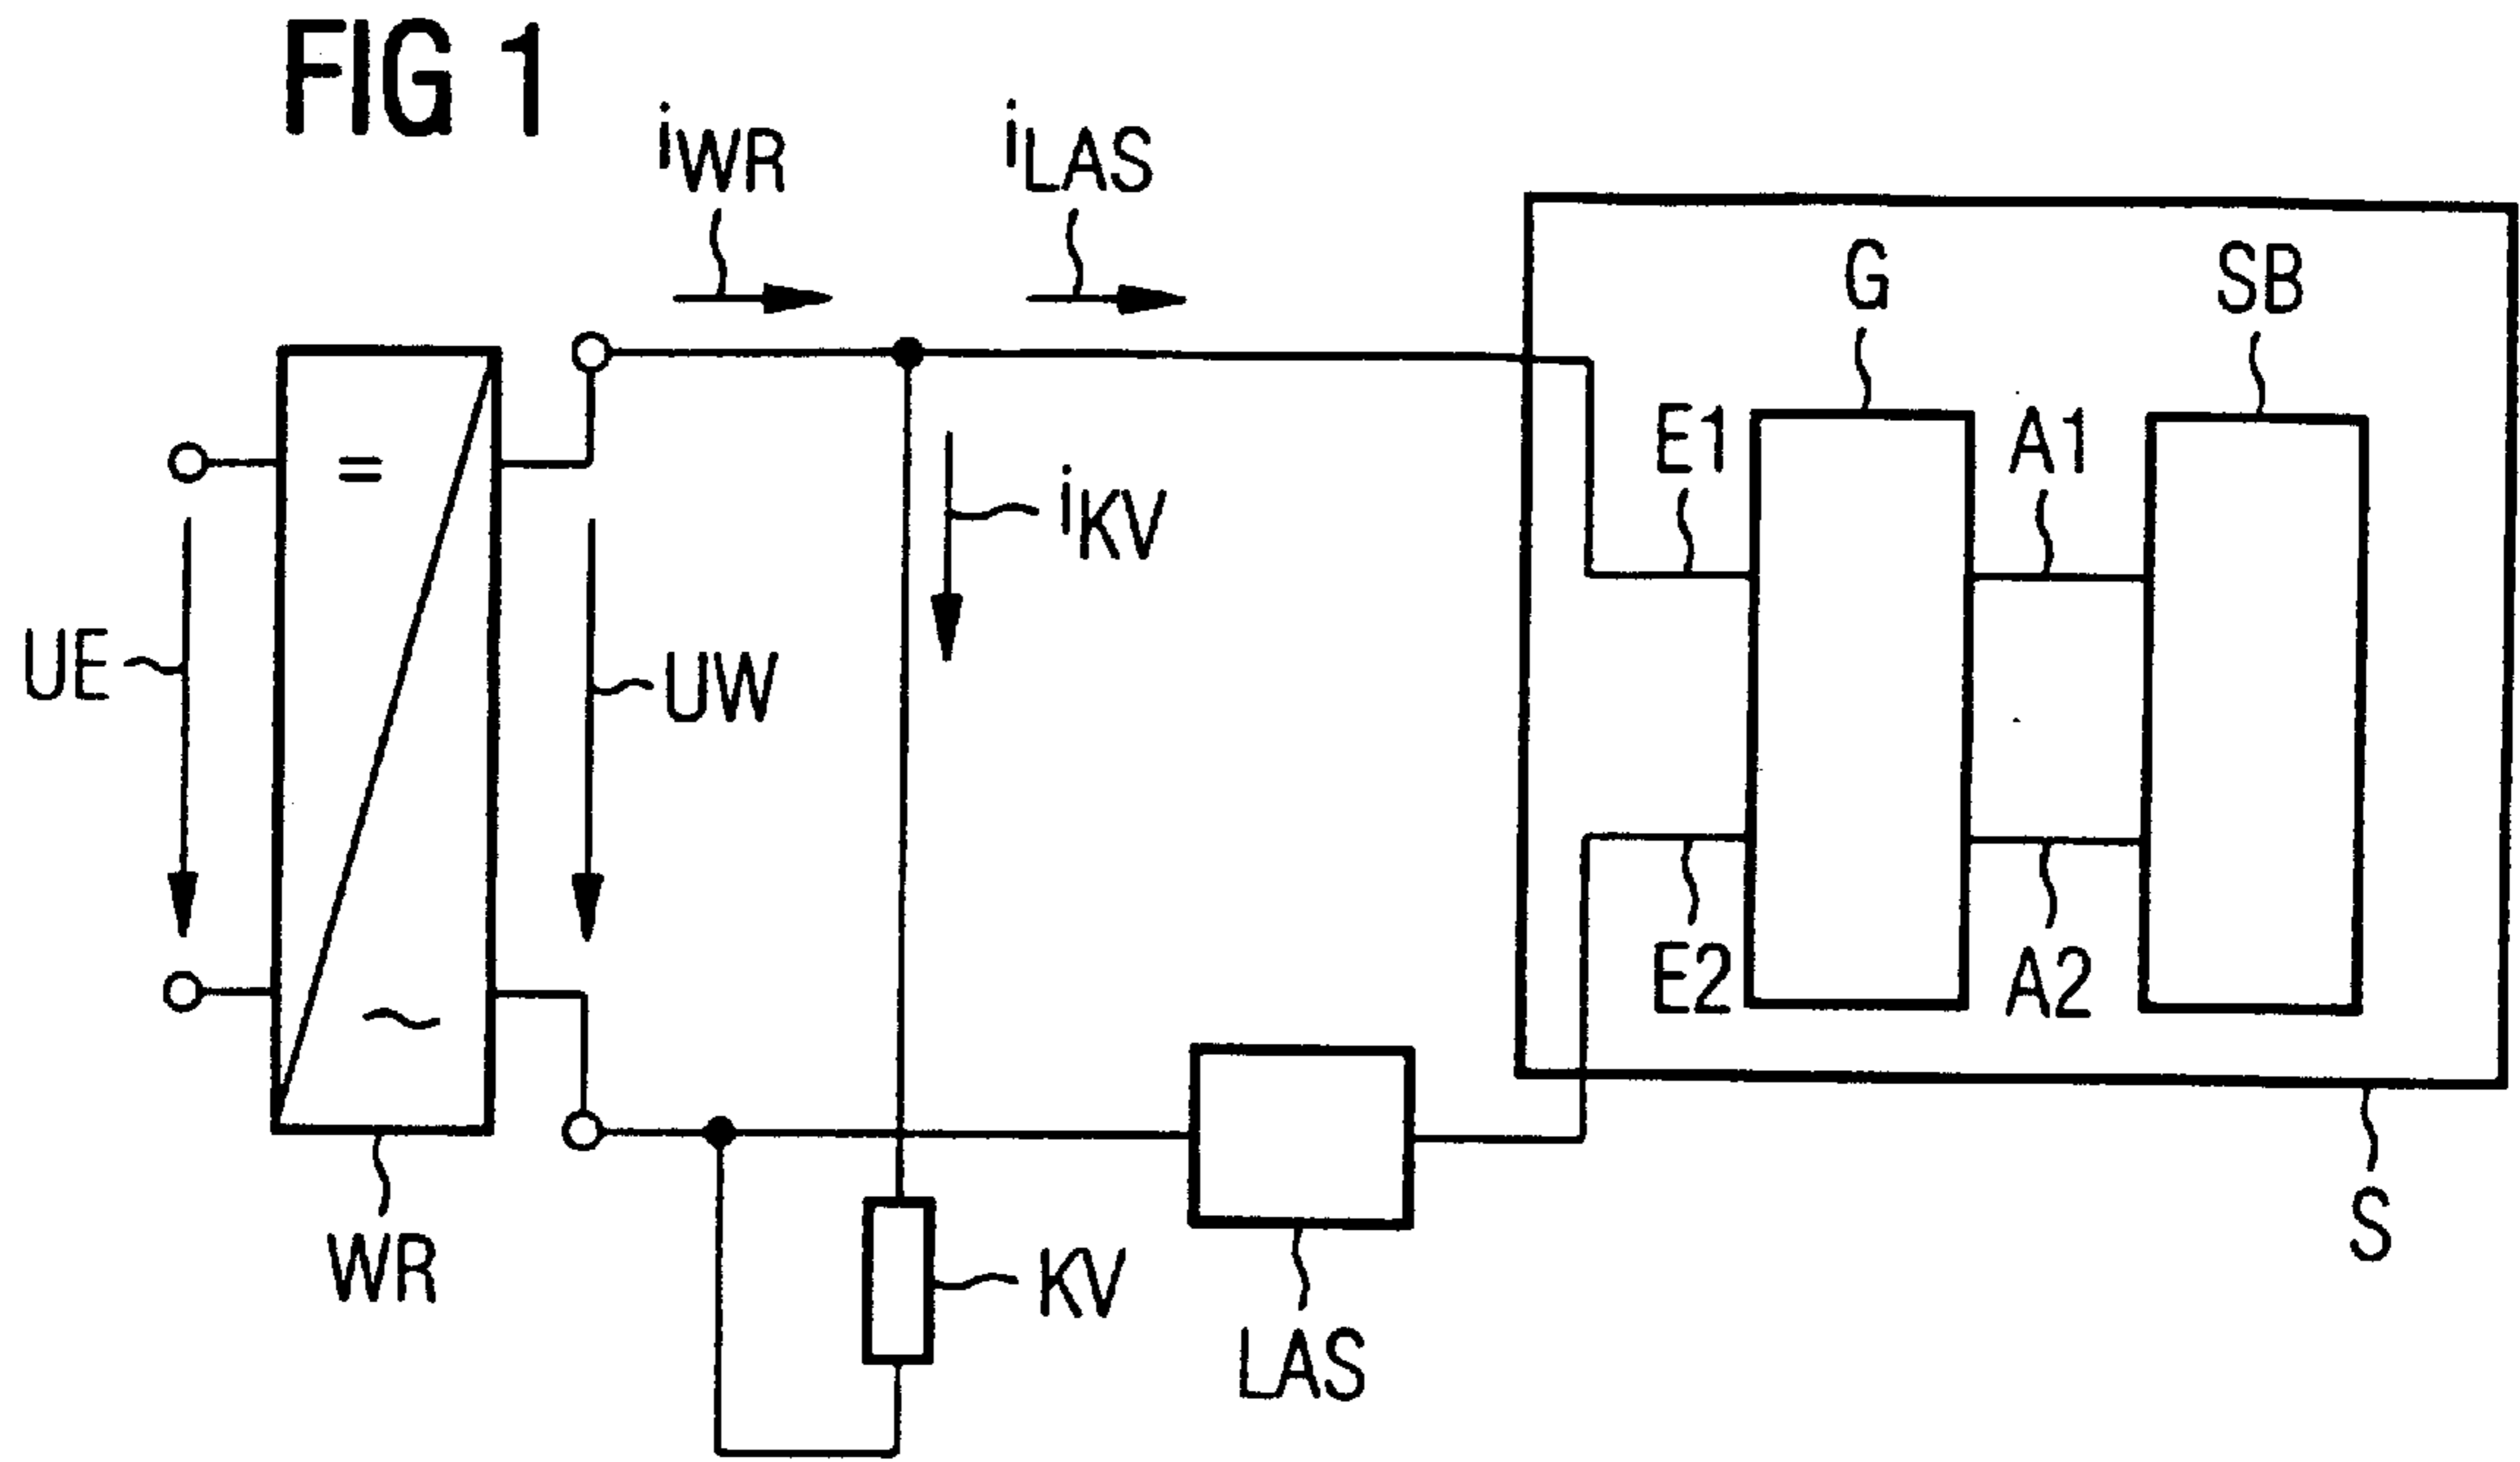 FIG 1
iWR
iLAS
G
SB
E1
A1
iKV
UE
UW
E2
A2
=
~
WR
KV
LAS
S